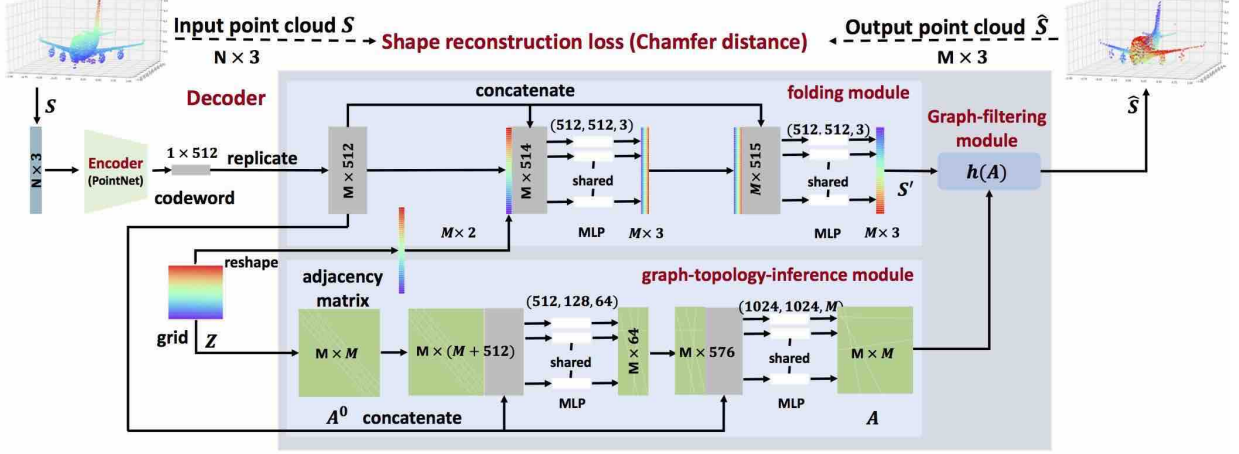 Input point cloud S
N × 3
Shape reconstruction loss (Chamfer distance)
Output point cloud Ŝ
M × 3
S
Ŝ
Decoder
concatenate
folding module
Graph-filtering
module
h(A)
N × 3
Encoder
(PointNet)
1 × 512
codeword
replicate
M × 512
M × 514
(512, 512, 3)
shared
MLP
M × 3
M × 515
(512. 512, 3)
shared
MLP
M × 3
S′
M × 2
reshape
grid
Z
adjacency
matrix
graph-topology-inference module
M × M
A⁰
concatenate
M × (M + 512)
(512, 128, 64)
shared
MLP
M × 64
M × 576
(1024, 1024, M)
shared
MLP
M × M
A